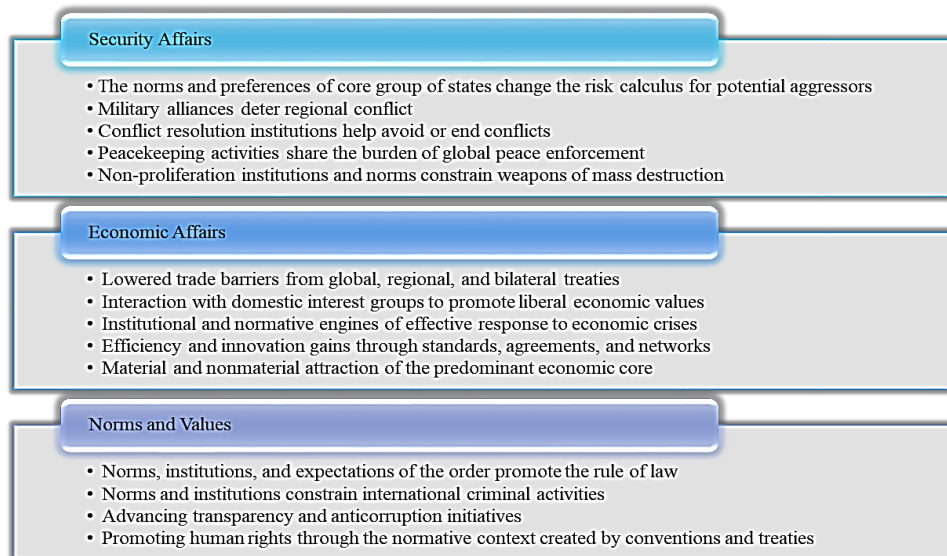 Security Affairs
• The norms and preferences of core group of states change the risk calculus for potential aggressors
• Military alliances deter regional conflict
• Conflict resolution institutions help avoid or end conflicts
• Peacekeeping activities share the burden of global peace enforcement
• Non-proliferation institutions and norms constrain weapons of mass destruction
Economic Affairs
• Lowered trade barriers from global, regional, and bilateral treaties
• Interaction with domestic interest groups to promote liberal economic values
• Institutional and normative engines of effective response to economic crises
• Efficiency and innovation gains through standards, agreements, and networks
• Material and nonmaterial attraction of the predominant economic core
Norms and Values
• Norms, institutions, and expectations of the order promote the rule of law
• Norms and institutions constrain international criminal activities
• Advancing transparency and anticorruption initiatives
• Promoting human rights through the normative context created by conventions and treaties